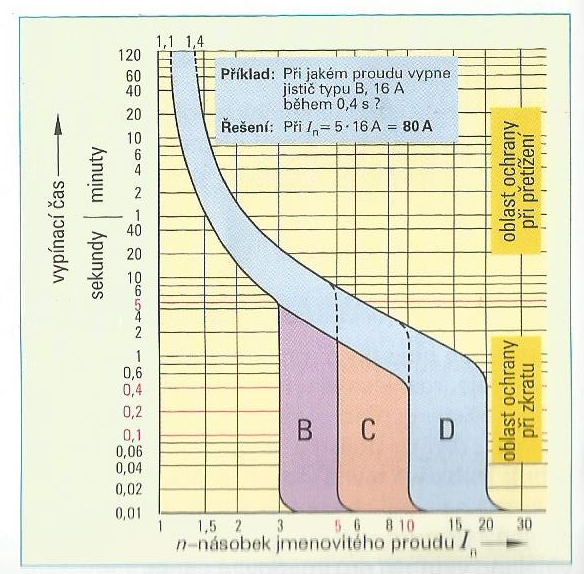 1,1 1,4
120
60
40
20
10
6
4
2
1
40
20
10
6
5
4
2
1
0,6
0,4
0,2
0,1
0,06
0,04
0,02
0,01
vypínací čas
sekundy | minuty
Příklad: Při jakém proudu vypne
jistič typu B, 16 A
během 0,4 s ?
Řešení: Při In = 5·16 A = 80 A
oblast ochrany
při přetížení
oblast ochrany
při zkratu
B C D
1 1,5 2 3 5 6 8 10 15 20 30
n-násobek jmenovitého proudu In